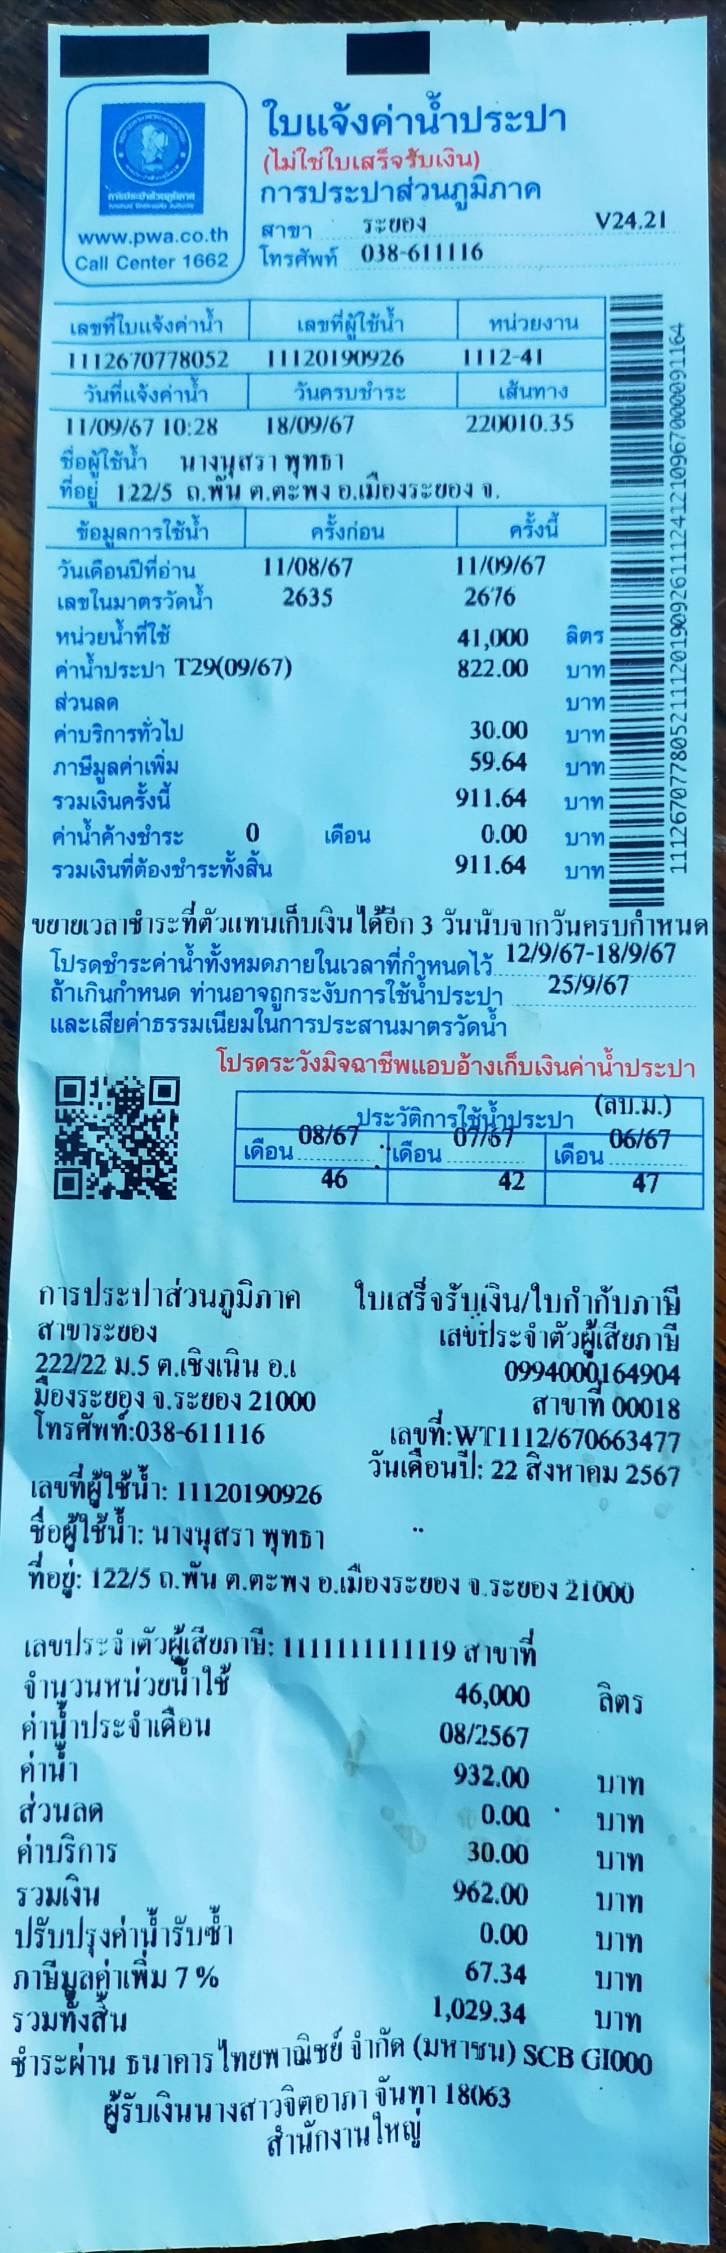 ใบแจ้งค่าน้ำประปา
(ไม่ใช่ใบเสร็จรับเงิน)
การประปาส่วนภูมิภาค
การประปาส่วนภูมิภาค
www.pwa.co.th
Call Center 1662
สาขา ระยอง V24.21
โทรศัพท์ 038-611116
เลขที่ใบแจ้งค่าน้ำ เลขที่ผู้ใช้น้ำ หน่วยงาน
1112670778052 11120190926 1112-41
วันที่แจ้งค่าน้ำ วันครบชำระ เส้นทาง
11/09/67 10:28 18/09/67 220010.35
ชื่อผู้ใช้น้ำ นางนุสรา พุทธา
ที่อยู่ 122/5 ถ.พัน ต.ตะพง อ.เมืองระยอง จ.
ข้อมูลการใช้น้ำ ครั้งก่อน ครั้งนี้
วันเดือนปีที่อ่าน 11/08/67 11/09/67
เลขในมาตรวัดน้ำ 2635 2676
หน่วยน้ำที่ใช้ 41,000 ลิตร
ค่าน้ำประปา T29(09/67) 822.00 บาท
ส่วนลด บาท
ค่าบริการทั่วไป 30.00 บาท
ภาษีมูลค่าเพิ่ม 59.64 บาท
รวมเงินครั้งนี้ 911.64 บาท
ค่าน้ำค้างชำระ 0 เดือน 0.00 บาท
รวมเงินที่ต้องชำระทั้งสิ้น 911.64 บาท
11126707780521112019092611124121096700009​1164
ขยายเวลาชำระที่ตัวแทนเก็บเงินได้อีก 3 วันนับจากวันครบกำหนด
โปรดชำระค่าน้ำทั้งหมดภายในเวลาที่กำหนดไว้ 12/9/67-18/9/67
ถ้าเกินกำหนด ท่านอาจถูกระงับการใช้น้ำประปา 25/9/67
และเสียค่าธรรมเนียมในการประสานมาตรวัดน้ำ
โปรดระวังมิจฉาชีพแอบอ้างเก็บเงินค่าน้ำประปา
ประวัติการใช้น้ำประปา (ลบ.ม.)
เดือน 08/67 เดือน 07/67 เดือน 06/67
46 42 47
การประปาส่วนภูมิภาค ใบเสร็จรับเงิน/ใบกำกับภาษี
สาขาระยอง เลขประจำตัวผู้เสียภาษี
222/22 ม.5 ต.เชิงเนิน อ.เ 0994000164904
มืองระยอง จ.ระยอง 21000 สาขาที่ 00018
โทรศัพท์:038-611116 เลขที่:WT1112/670663477
วันเดือนปี: 22 สิงหาคม 2567
เลขที่ผู้ใช้น้ำ: 11120190926
ชื่อผู้ใช้น้ำ: นางนุสรา พุทธา
ที่อยู่: 122/5 ถ.พัน ต.ตะพง อ.เมืองระยอง จ.ระยอง 21000
เลขประจำตัวผู้เสียภาษี: 1111111111119 สาขาที่
จำนวนหน่วยน้ำใช้ 46,000 ลิตร
ค่าน้ำประจำเดือน 08/2567
ค่าน้ำ 932.00 บาท
ส่วนลด 0.00 บาท
ค่าบริการ 30.00 บาท
รวมเงิน 962.00 บาท
ปรับปรุงค่าน้ำรับซ้ำ 0.00 บาท
ภาษีมูลค่าเพิ่ม 7 % 67.34 บาท
รวมทั้งสิ้น 1,029.34 บาท
ชำระผ่าน ธนาคารไทยพาณิชย์ จำกัด (มหาชน) SCB GI000
ผู้รับเงินนางสาวจิตอาภา จันทา 18063
สำนักงานใหญ่